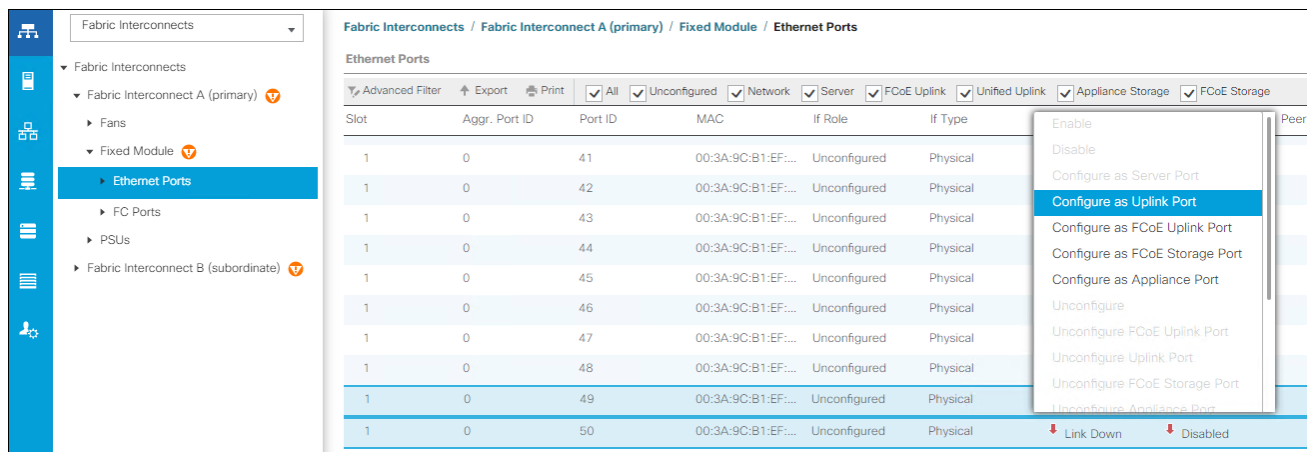 Fabric Interconnects
Fabric Interconnects / Fabric Interconnect A (primary) / Fixed Module / Ethernet Ports
Fabric Interconnects
Fabric Interconnect A (primary)
Fans
Fixed Module
Ethernet Ports
FC Ports
PSUs
Fabric Interconnect B (subordinate)
Ethernet Ports
Advanced Filter Export Print All Unconfigured Network Server FCoE Uplink Unified Uplink Appliance Storage FCoE Storage
Slot Aggr. Port ID Port ID MAC If Role If Type Peer
1 0 41 00:3A:9C:B1:EF:... Unconfigured Physical
1 0 42 00:3A:9C:B1:EF:... Unconfigured Physical
1 0 43 00:3A:9C:B1:EF:... Unconfigured Physical
1 0 44 00:3A:9C:B1:EF:... Unconfigured Physical
1 0 45 00:3A:9C:B1:EF:... Unconfigured Physical
1 0 46 00:3A:9C:B1:EF:... Unconfigured Physical
1 0 47 00:3A:9C:B1:EF:... Unconfigured Physical
1 0 48 00:3A:9C:B1:EF:... Unconfigured Physical
1 0 49 00:3A:9C:B1:EF:... Unconfigured Physical
1 0 50 00:3A:9C:B1:EF:... Unconfigured Physical Link Down Disabled
Enable
Disable
Configure as Server Port
Configure as Uplink Port
Configure as FCoE Uplink Port
Configure as FCoE Storage Port
Configure as Appliance Port
Unconfigure
Unconfigure FCoE Uplink Port
Unconfigure Uplink Port
Unconfigure FCoE Storage Port
Unconfigure Appliance Port